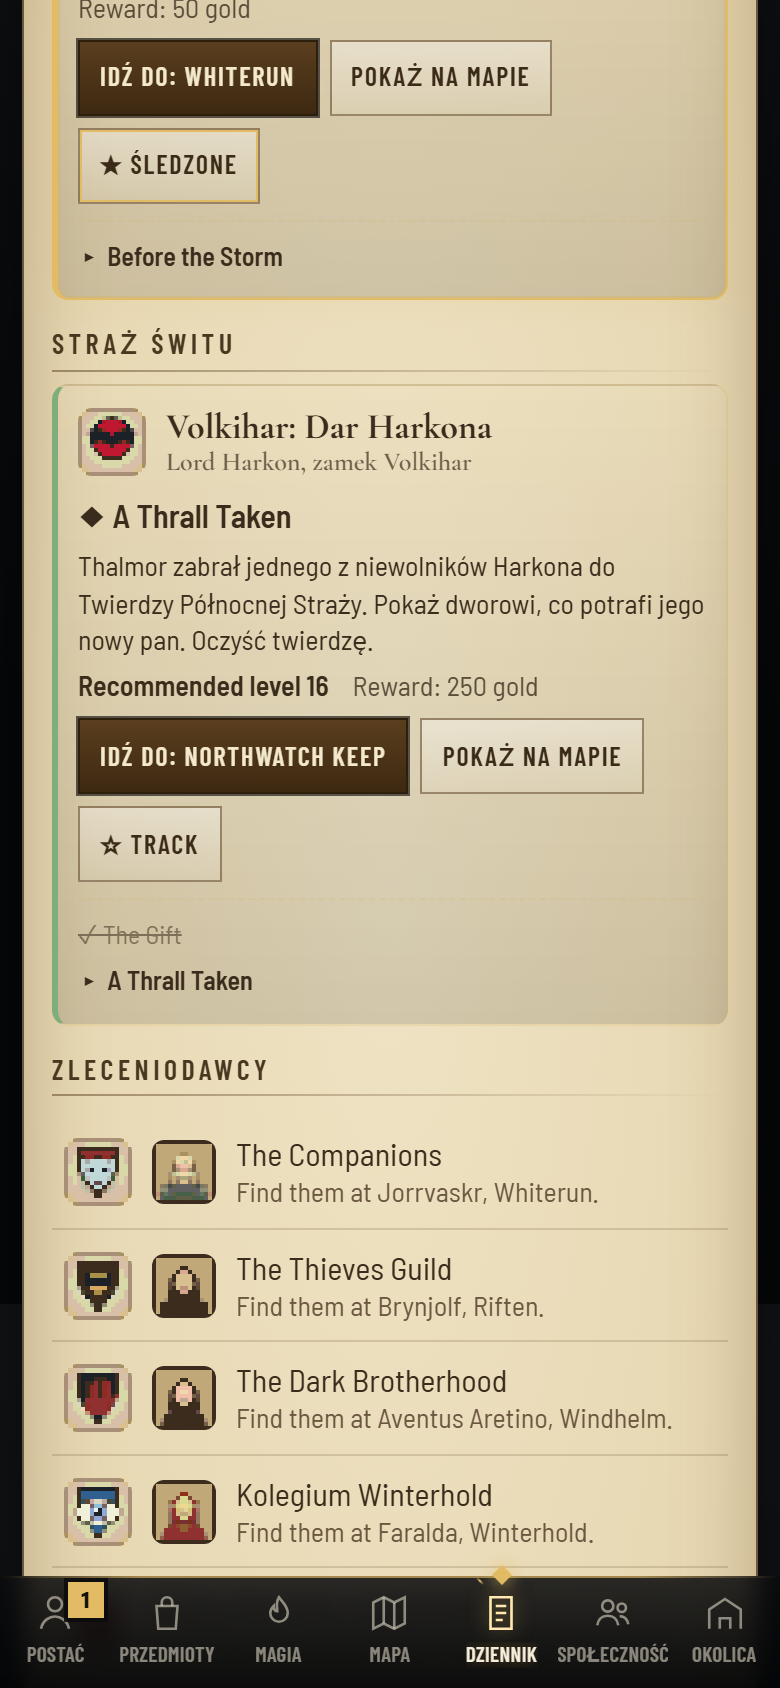 Reward: 50 gold
IDŹ DO: WHITERUN
POKAŻ NA MAPIE
★ ŚLEDZONE
▸ Before the Storm
STRAŻ ŚWITU
Volkihar: Dar Harkona
Lord Harkon, zamek Volkihar
◆ A Thrall Taken
Thalmor zabrał jednego z niewolników Harkona do
Twierdzy Północnej Straży. Pokaż dworowi, co potrafi jego
nowy pan. Oczyść twierdzę.
Recommended level 16 Reward: 250 gold
IDŹ DO: NORTHWATCH KEEP
POKAŻ NA MAPIE
☆ TRACK
✓ The Gift
▸ A Thrall Taken
ZLECENIODAWCY
The Companions
Find them at Jorrvaskr, Whiterun.
The Thieves Guild
Find them at Brynjolf, Riften.
The Dark Brotherhood
Find them at Aventus Aretino, Windhelm.
Kolegium Winterhold
Find them at Faralda, Winterhold.
1
POSTAĆ PRZEDMIOTY MAGIA MAPA DZIENNIK SPOŁECZNOŚĆ OKOLICA